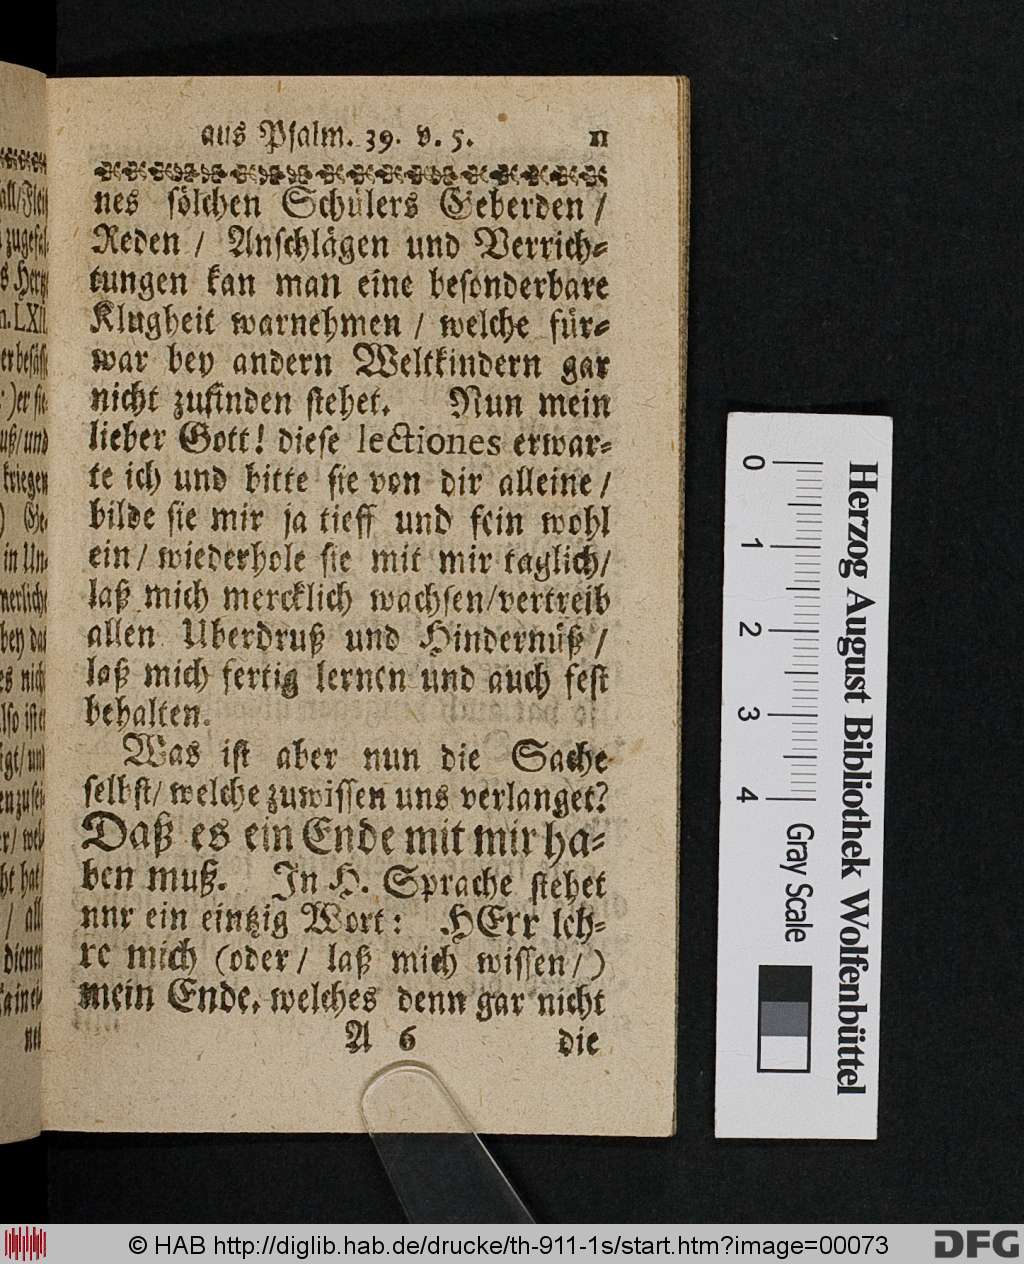 aus Psalm. 39. v. 5. 11
nes sölchen Schülers Geberden /
Reden / Anschlägen und Verrich-
tungen kan man eine besonderbare
Klugheit warnehmen / welche für-
war bey andern Weltkindern gar
nicht zufinden stehet. Nun mein
lieber Gott! diese lectiones erwar-
te ich und bitte sie von dir alleine /
bilde sie mir ja tieff und fein wohl
ein / wiederhole sie mit mir taglich/
laß mich mercklich wachsen/vertreib
allen Uberdruß und Hindernüß /
laß mich fertig lernen und auch fest
behalten.
Was ist aber nun die Sache
selbst/ welche zuwissen uns verlanget?
Daß es ein Ende mit mir ha-
ben muß. In H. Sprache stehet
nnr ein eintzig Wort: HErr leh-
re mich (oder / laß mich wissen/)
mein Ende, welches denn gar nicht
A 6 die
0 1 2 3 4
Gray Scale
Herzog August Bibliothek Wolfenbüttel
© HAB http://diglib.hab.de/drucke/th-911-1s/start.htm?image=00073
DFG